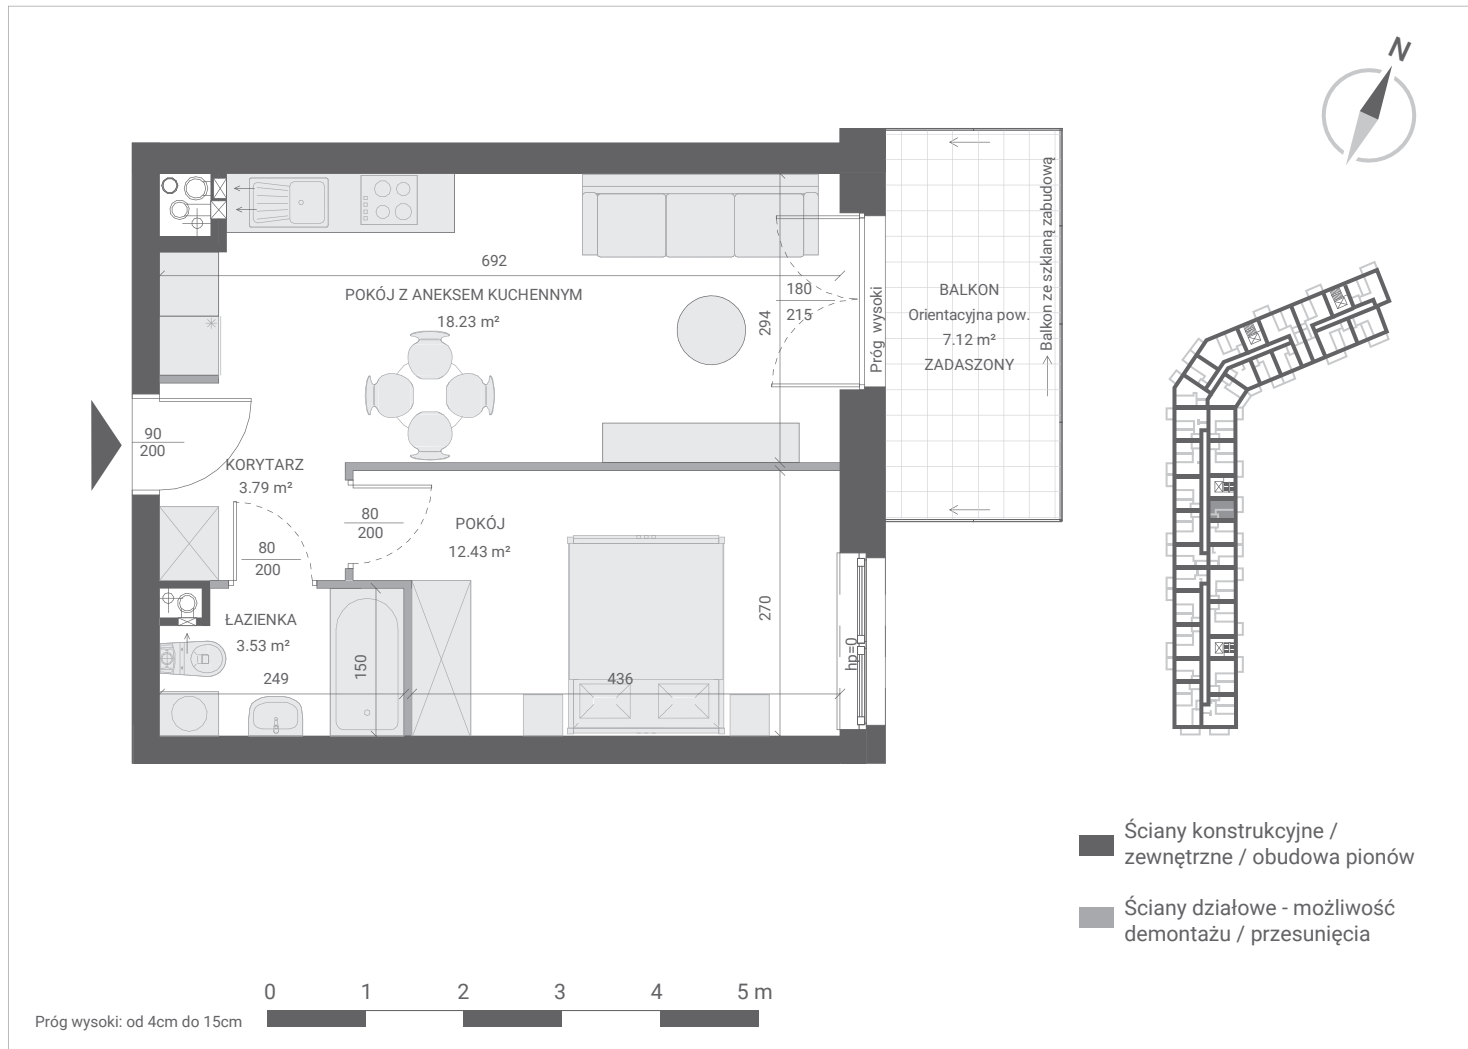 N
692
POKÓJ Z ANEKSEM KUCHENNYM
18.23 m²
180
215
294
Próg wysoki
BALKON
Orientacyjna pow.
7.12 m²
ZADASZONY
Balkon ze szklaną zabudową
90
200
KORYTARZ
3.79 m²
80
200
POKÓJ
12.43 m²
80
200
ŁAZIENKA
3.53 m²
249
150
436
270
hp=0
Ściany konstrukcyjne /
zewnętrzne / obudowa pionów
Ściany działowe - możliwość
demontażu / przesunięcia
0 1 2 3 4 5 m
Próg wysoki: od 4cm do 15cm